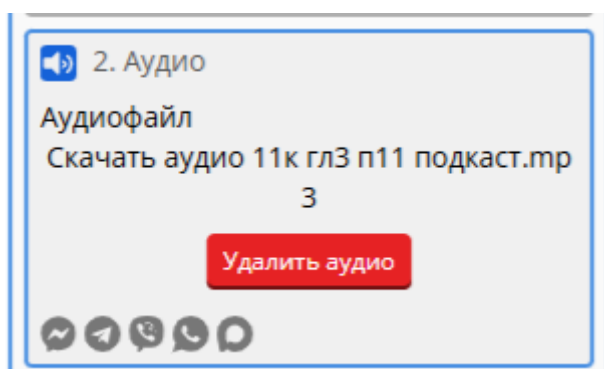 2. Аудио
Аудиофайл
Скачать аудио 11к гл3 п11 подкаст.mp
3
Удалить аудио